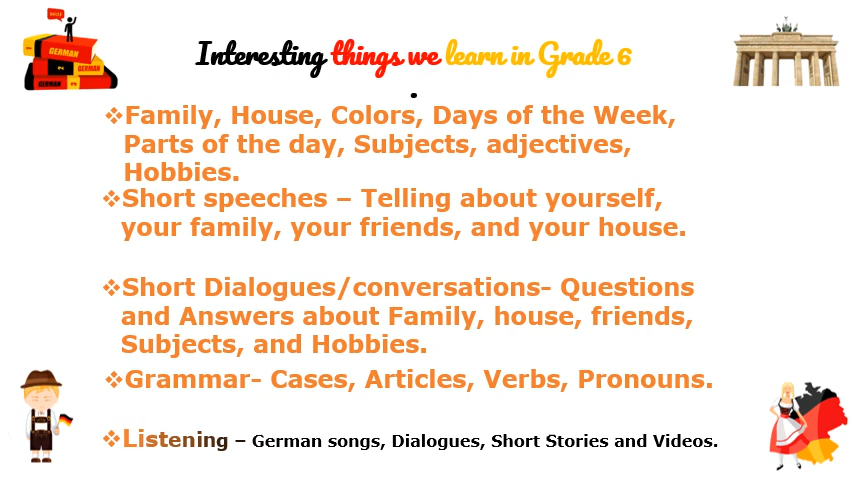 Interesting things we learn in Grade 6
.
❖Family, House, Colors, Days of the Week,
Parts of the day, Subjects, adjectives,
Hobbies.
❖Short speeches – Telling about yourself,
your family, your friends, and your house.
❖Short Dialogues/conversations- Questions
and Answers about Family, house, friends,
Subjects, and Hobbies.
❖Grammar- Cases, Articles, Verbs, Pronouns.
❖Listening – German songs, Dialogues, Short Stories and Videos.
GERMAN
GERMAN
GERMAN